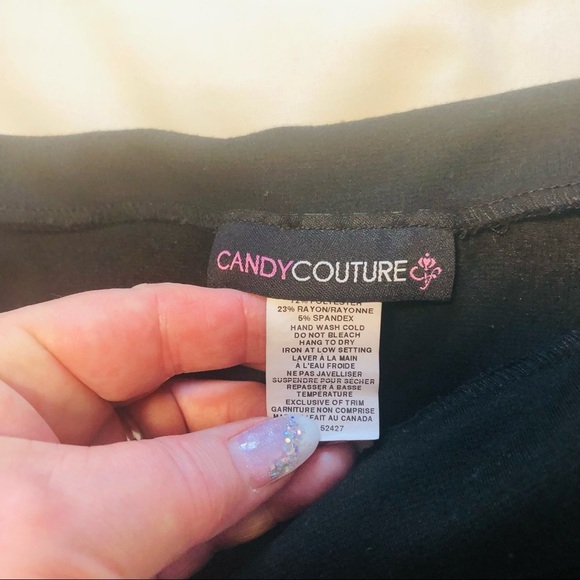 CANDYCOUTURE
72% POLYESTER
23% RAYON/RAYONNE
5% SPANDEX
HAND WASH COLD
DO NOT BLEACH
HANG TO DRY
IRON AT LOW SETTING
LAVER À LA MAIN
À L'EAU FROIDE
NE PAS JAVELLISER
SUSPENDRE POUR SÉCHER
REPASSER À BASSE
TEMPÉRATURE
EXCLUSIVE OF TRIM
GARNITURE NON COMPRISE
FAIT AU CANADA
52427